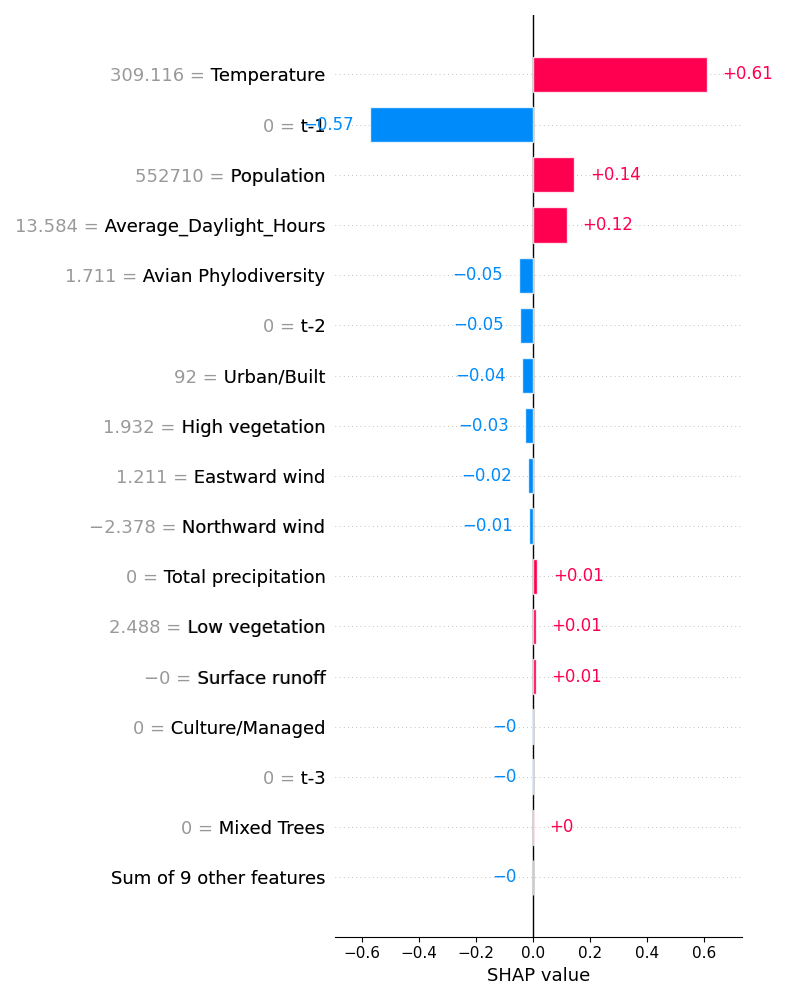 309.116 = Temperature +0.61
0 = t-1 −0.57
552710 = Population +0.14
13.584 = Average_Daylight_Hours +0.12
1.711 = Avian Phylodiversity −0.05
0 = t-2 −0.05
92 = Urban/Built −0.04
1.932 = High vegetation −0.03
1.211 = Eastward wind −0.02
−2.378 = Northward wind −0.01
0 = Total precipitation +0.01
2.488 = Low vegetation +0.01
−0 = Surface runoff +0.01
0 = Culture/Managed −0
0 = t-3 −0
0 = Mixed Trees +0
Sum of 9 other features −0
−0.6 −0.4 −0.2 0.0 0.2 0.4 0.6
SHAP value